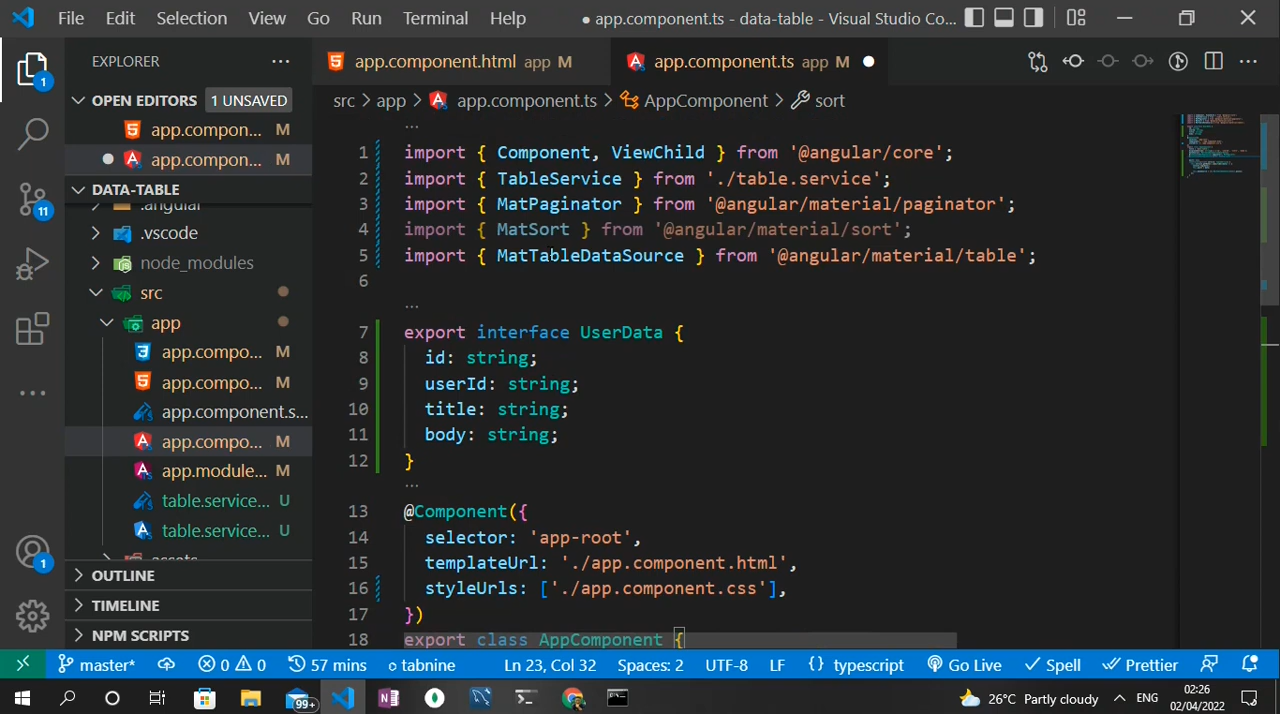 File Edit Selection View Go Run Terminal Help
● app.component.ts - data-table - Visual Studio Co...
EXPLORER
OPEN EDITORS 1 UNSAVED
app.compon... M
app.compon... M
DATA-TABLE
.angular
.vscode
node_modules
src
app
app.compo... M
app.compo... M
app.component.s...
app.compo... M
app.module... M
table.service... U
table.service... U
assets
OUTLINE
TIMELINE
NPM SCRIPTS
1
11
1
app.component.html app M
app.component.ts app M
src > app > app.component.ts > AppComponent > sort
1 import { Component, ViewChild } from '@angular/core';
2 import { TableService } from './table.service';
3 import { MatPaginator } from '@angular/material/paginator';
4 import { MatSort } from '@angular/material/sort';
5 import { MatTableDataSource } from '@angular/material/table';
6
7 export interface UserData {
8 id: string;
9 userId: string;
10 title: string;
11 body: string;
12 }
13 @Component({
14 selector: 'app-root',
15 templateUrl: './app.component.html',
16 styleUrls: ['./app.component.css'],
17 })
18 export class AppComponent {
master* 0 0 57 mins tabnine Ln 23, Col 32 Spaces: 2 UTF-8 LF {} typescript Go Live Spell Prettier
99+ 26°C Partly cloudy ENG 02:26
02/04/2022